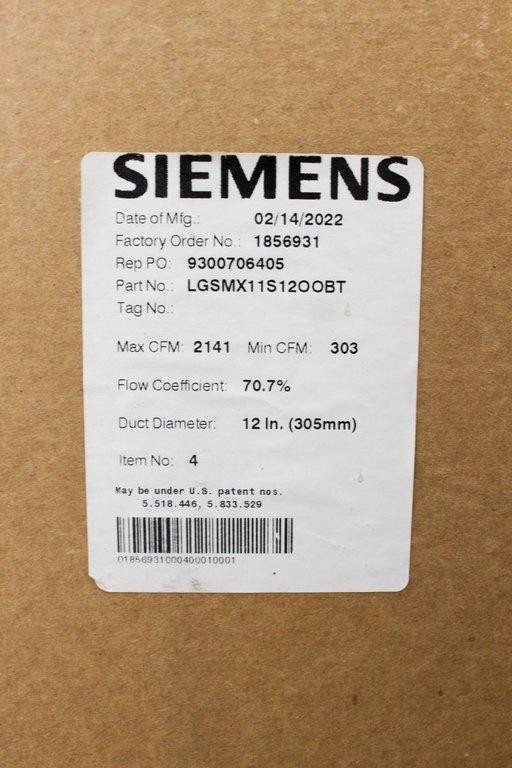 SIEMENS
Date of Mfg.: 02/14/2022
Factory Order No.: 1856931
Rep PO: 9300706405
Part No.: LGSMX11S12OOBT
Tag No.:
Max CFM: 2141 Min CFM: 303
Flow Coefficient: 70.7%
Duct Diameter: 12 In. (305mm)
Item No: 4
May be under U.S. patent nos.
5.518.446, 5.833.529
01856931000400010001